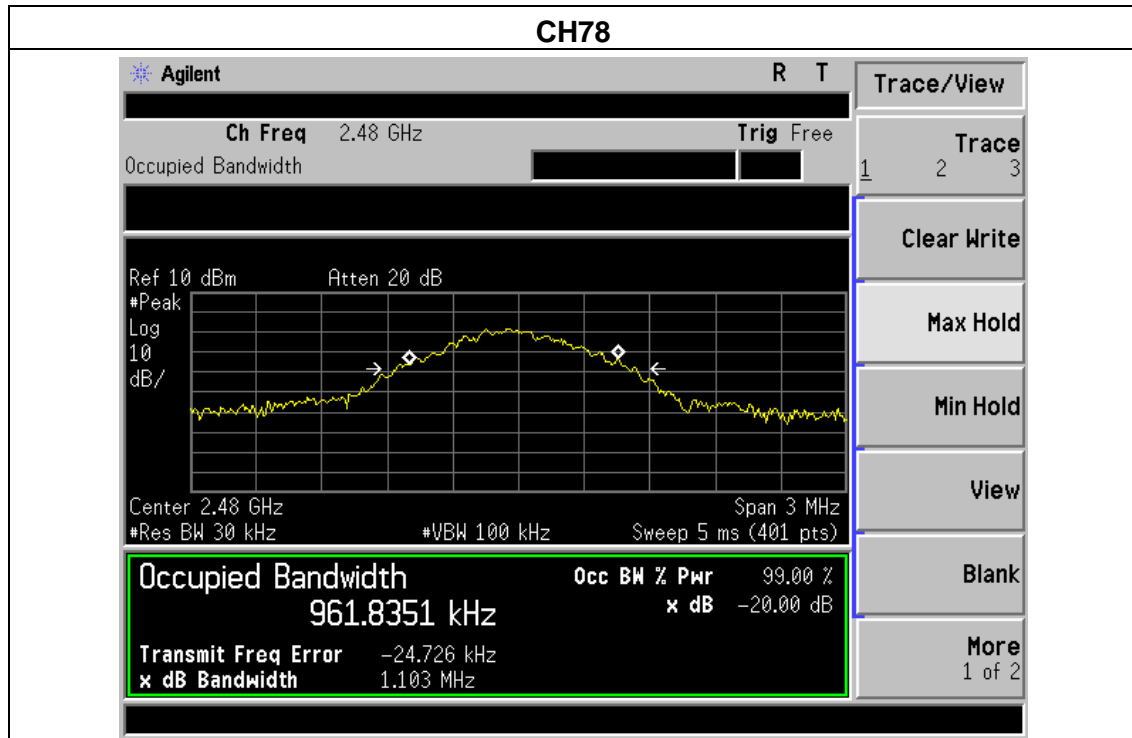 CH78
Agilent R T
Ch Freq 2.48 GHz Trig Free
Occupied Bandwidth
Ref 10 dBm Atten 20 dB
#Peak
Log
10
dB/
Center 2.48 GHz Span 3 MHz
#Res BW 30 kHz #VBW 100 kHz Sweep 5 ms (401 pts)
Occupied Bandwidth Occ BW % Pwr 99.00 %
961.8351 kHz x dB -20.00 dB
Transmit Freq Error -24.726 kHz
x dB Bandwidth 1.103 MHz
Trace/View
Trace
1 2 3
Clear Write
Max Hold
Min Hold
View
Blank
More
1 of 2